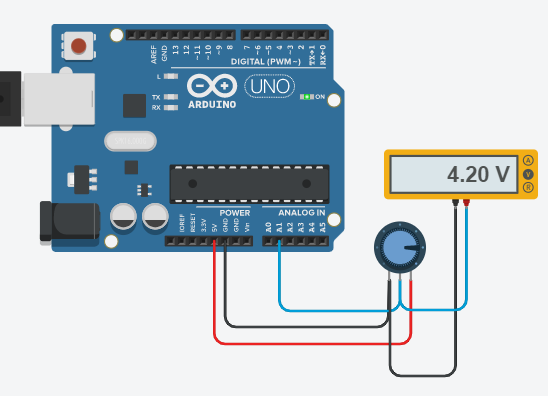 AREF
GND
13
12
~11
~10
~9
8
7
~6
~5
4
~3
2
TX→1
RX←0
DIGITAL (PWM~)
L
TX
RX
ARDUINO
UNO
ON
4.20 V
A
V
R
POWER
ANALOG IN
IOREF
RESET
3.3V
5V
GND
GND
Vin
A0
A1
A2
A3
A4
A5